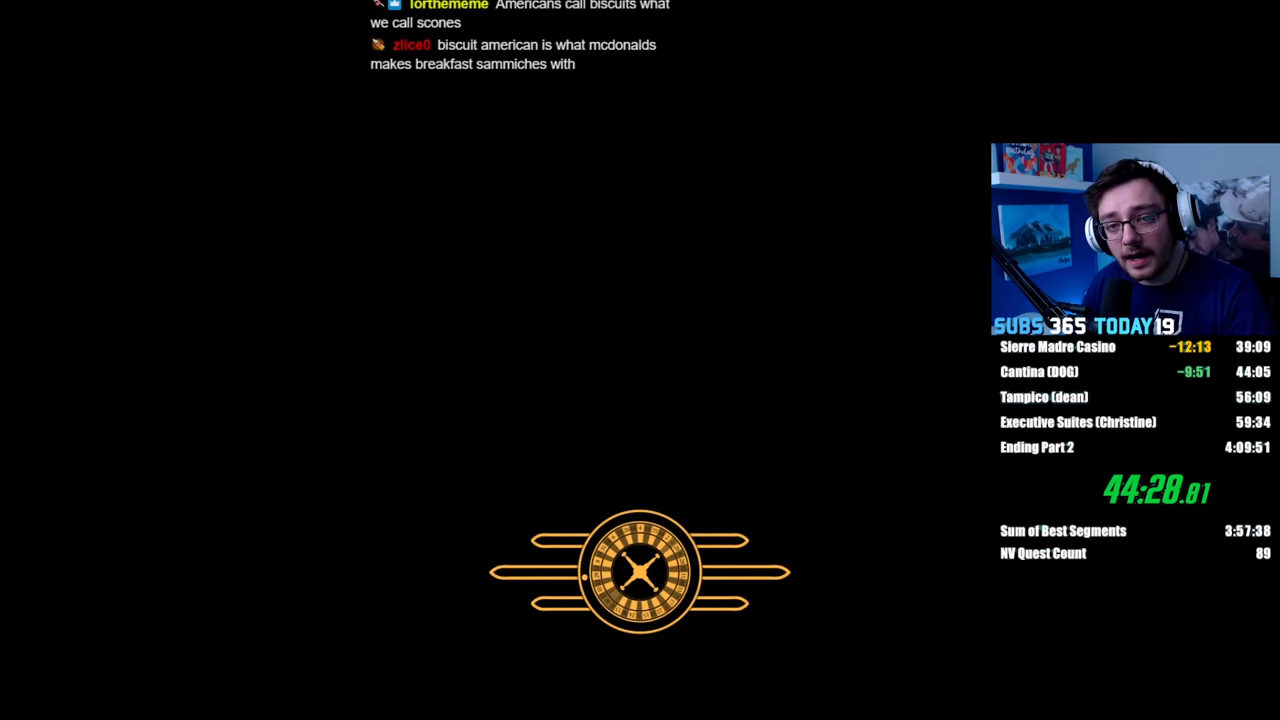 Torthememe Americans call biscuits what
we call scones
zlice0 biscuit american is what mcdonalds
makes breakfast sammiches with
SUBS 365 TODAY 19
Sierre Madre Casino −12:13 39:09
Cantina (DOG) −9:51 44:05
Tampico (dean) 56:09
Executive Suites (Christine) 59:34
Ending Part 2 4:09:51
44:28.81
Sum of Best Segments 3:57:38
NV Quest Count 89